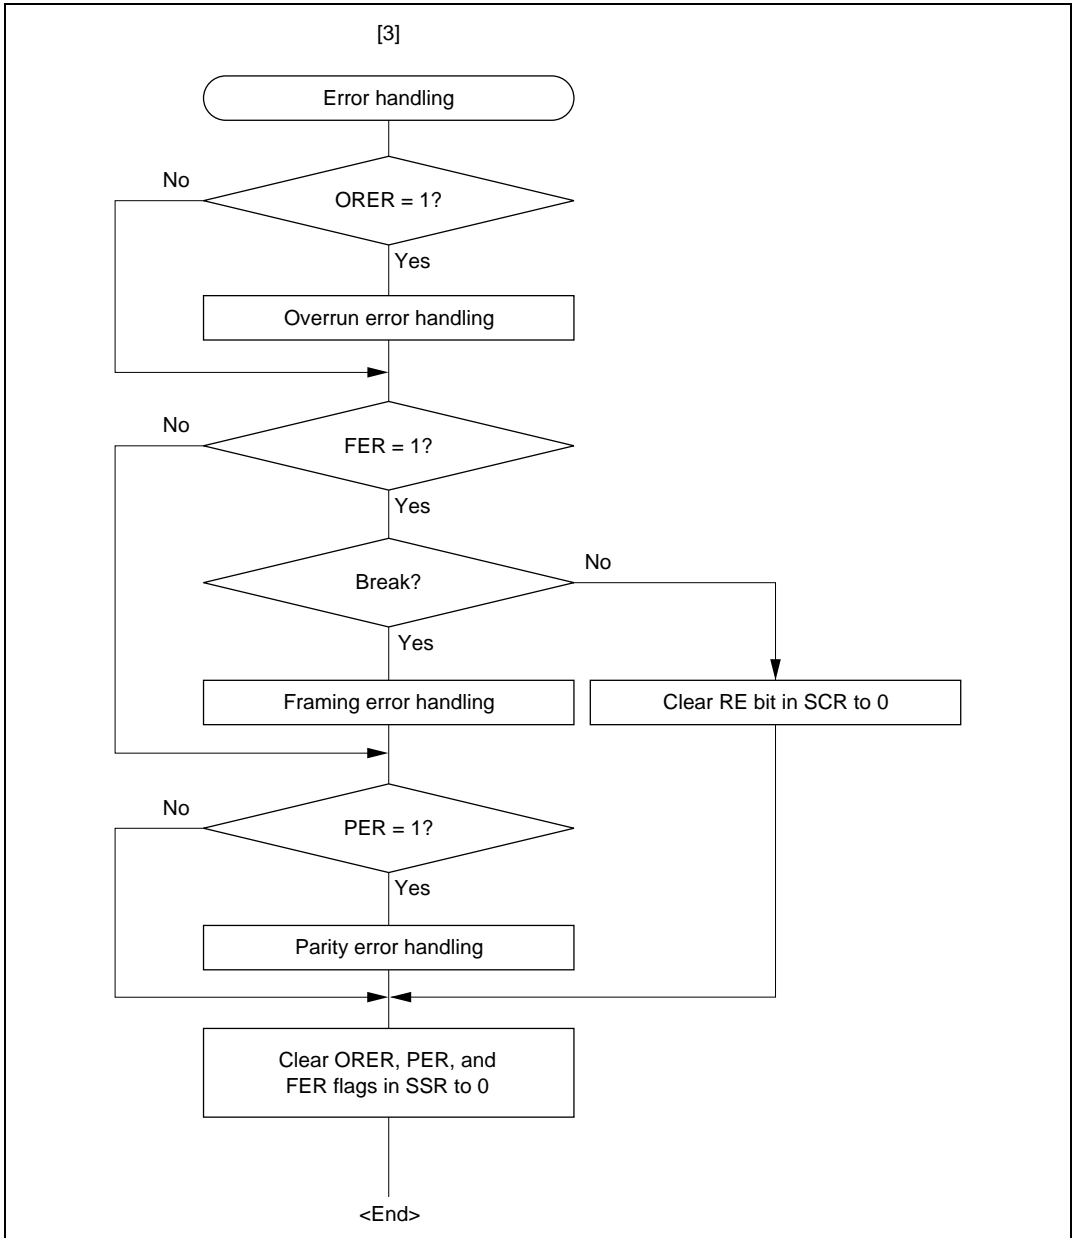 [3]
Error handling
No
ORER = 1?
Yes
Overrun error handling
No
FER = 1?
Yes
Break?
No
Yes
Framing error handling
Clear RE bit in SCR to 0
No
PER = 1?
Yes
Parity error handling
Clear ORER, PER, and
FER flags in SSR to 0
<End>